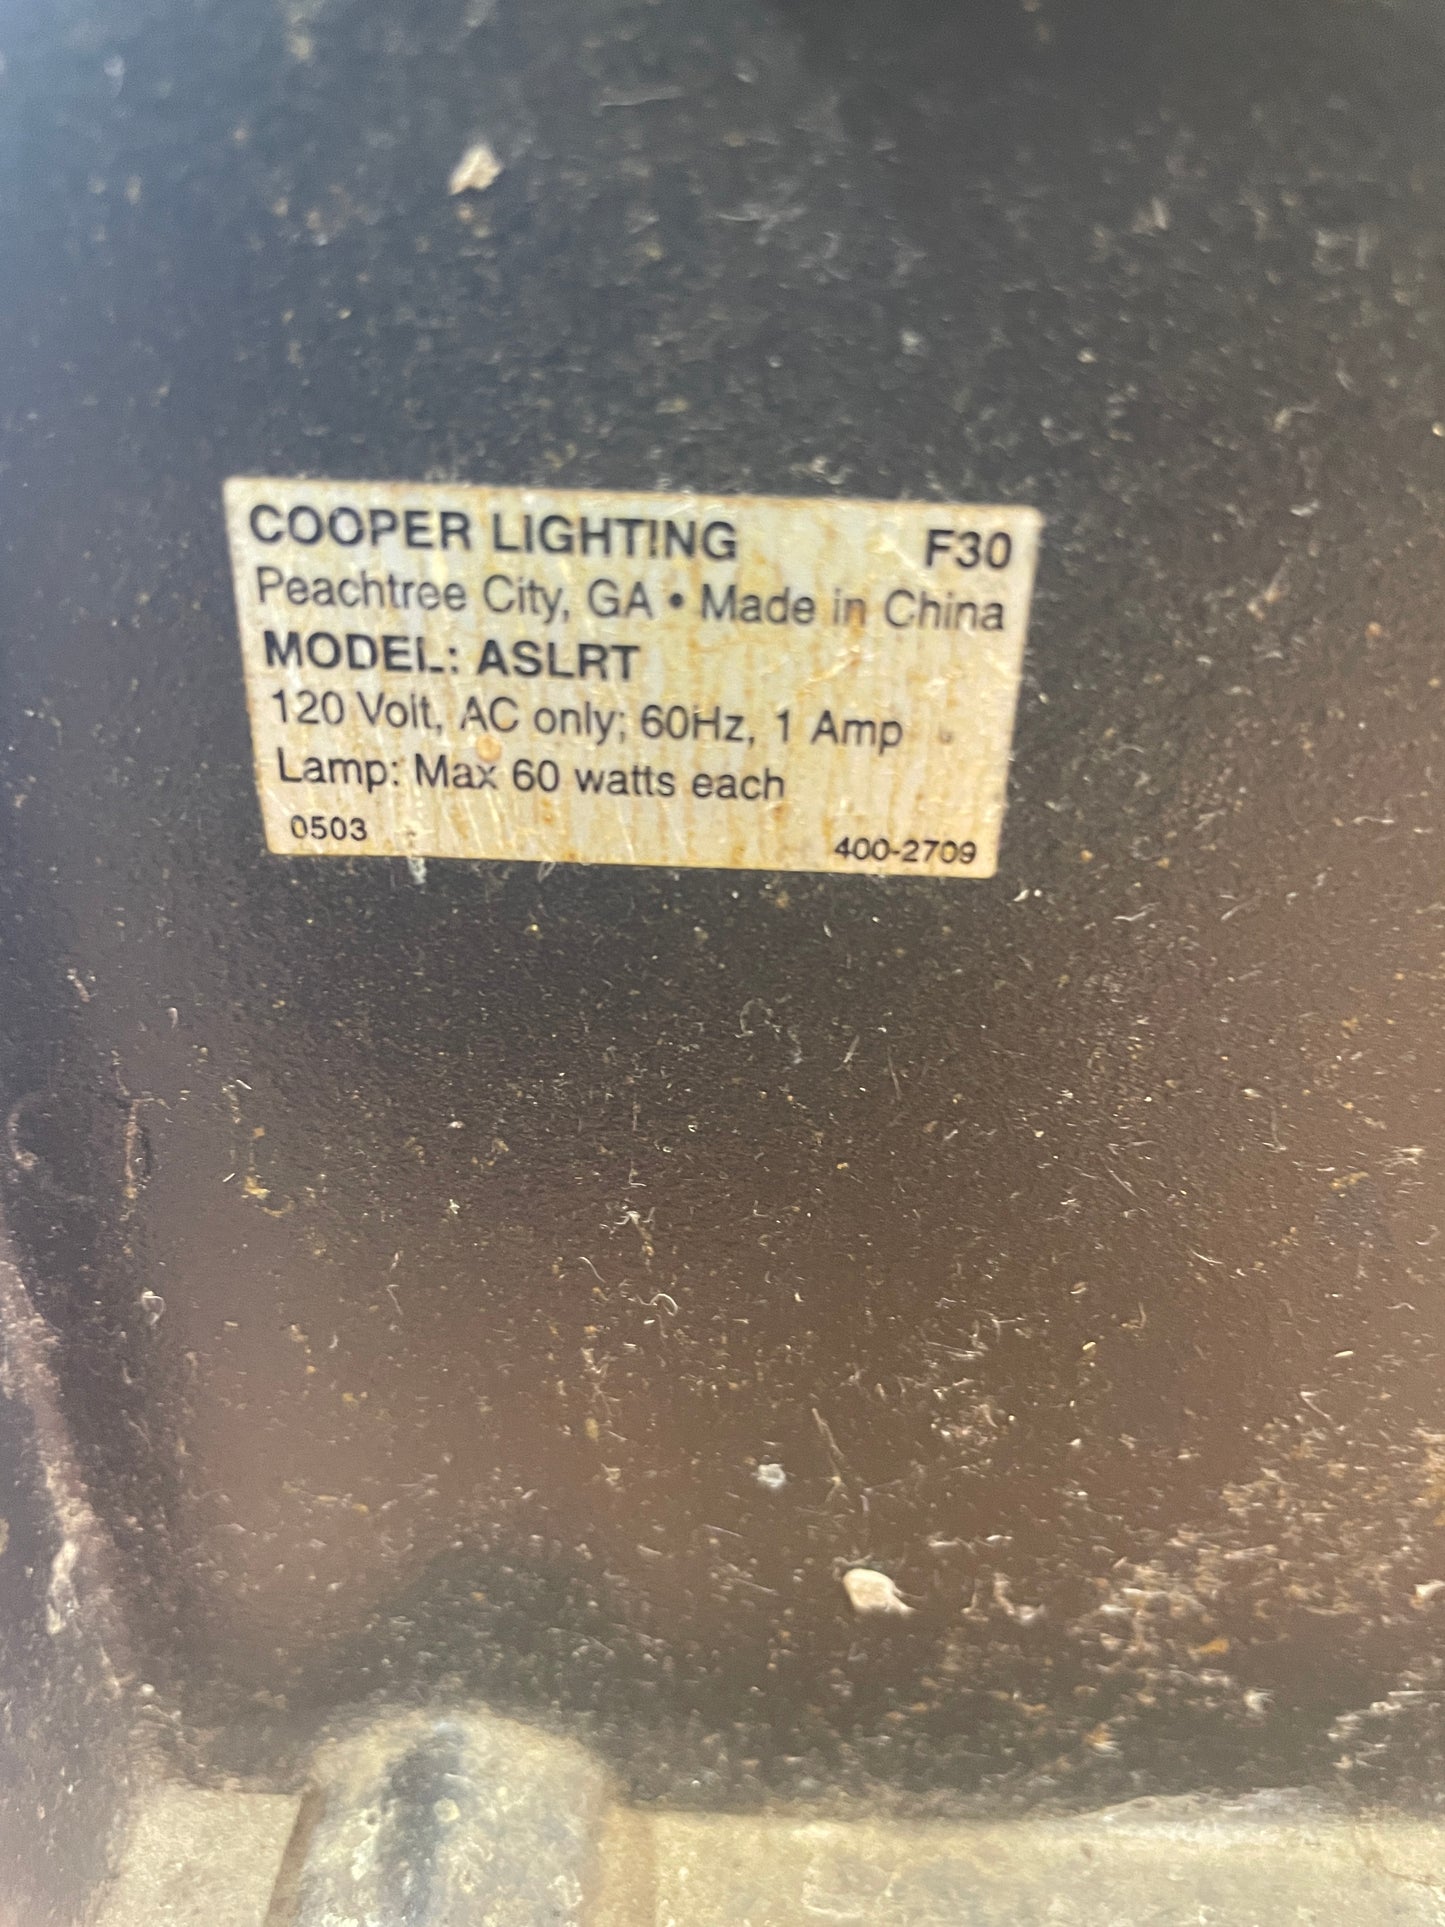 COOPER LIGHTING F30
Peachtree City, GA • Made in China
MODEL: ASLRT
120 Volt, AC only; 60Hz, 1 Amp
Lamp: Max 60 watts each
0503 400-2709